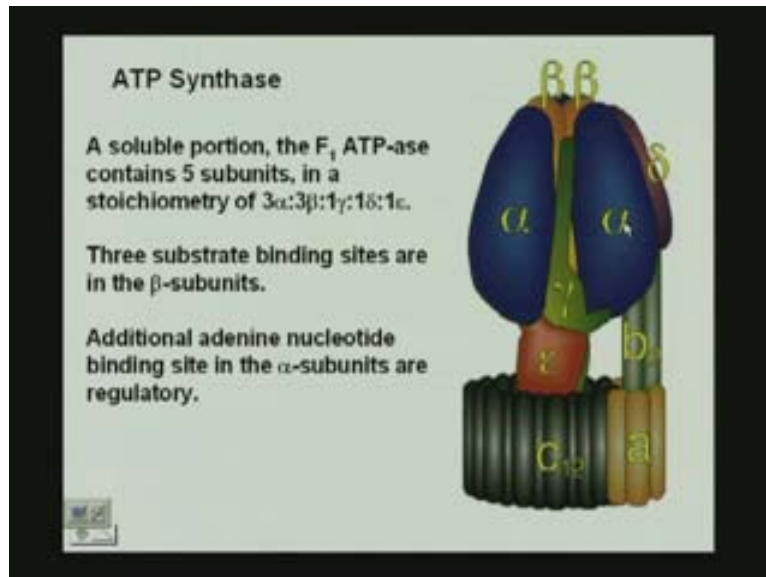 ATP Synthase
A soluble portion, the F1 ATP-ase
contains 5 subunits, in a
stoichiometry of 3α:3β:1γ:1δ:1ε.
Three substrate binding sites are
in the β-subunits.
Additional adenine nucleotide
binding site in the α-subunits are
regulatory.
β β
δ
α α
γ
ε
b2
C12 a